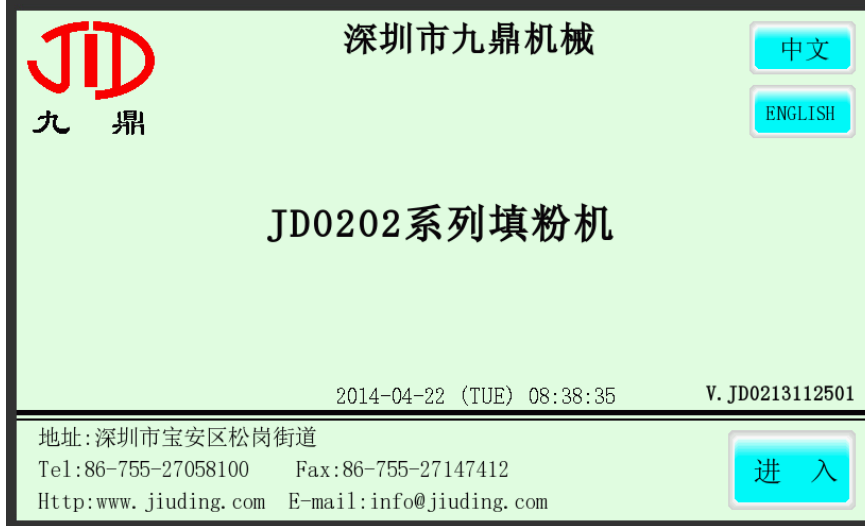 JD
九 鼎
深圳市九鼎机械
中文
ENGLISH
JD0202系列填粉机
2014-04-22 (TUE) 08:38:35
V.JD0213112501
地址:深圳市宝安区松岗街道
Tel:86-755-27058100 Fax:86-755-27147412
Http:www.jiuding.com E-mail:info@jiuding.com
进 入